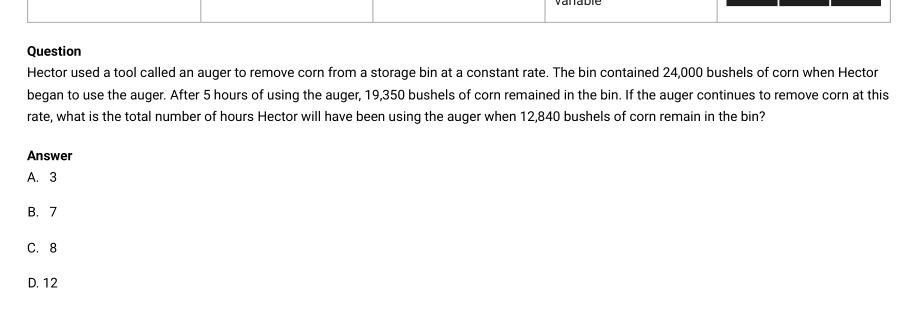 variable
Question
Hector used a tool called an auger to remove corn from a storage bin at a constant rate. The bin contained 24,000 bushels of corn when Hector
began to use the auger. After 5 hours of using the auger, 19,350 bushels of corn remained in the bin. If the auger continues to remove corn at this
rate, what is the total number of hours Hector will have been using the auger when 12,840 bushels of corn remain in the bin?
Answer
A. 3
B. 7
C. 8
D. 12